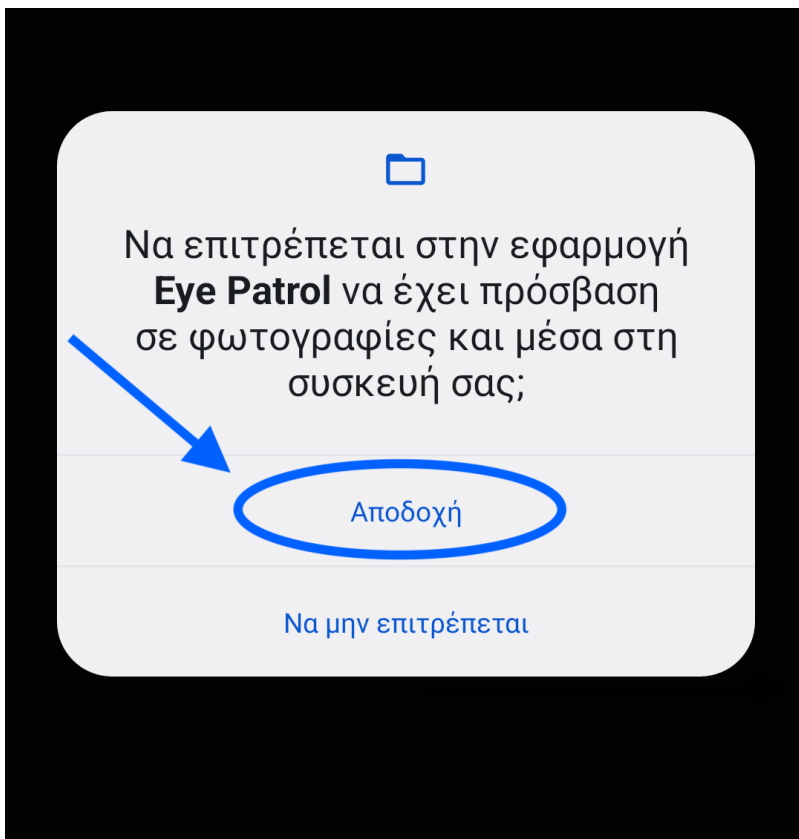 Να επιτρέπεται στην εφαρμογή
Eye Patrol να έχει πρόσβαση
σε φωτογραφίες και μέσα στη
συσκευή σας;
Αποδοχή
Να μην επιτρέπεται